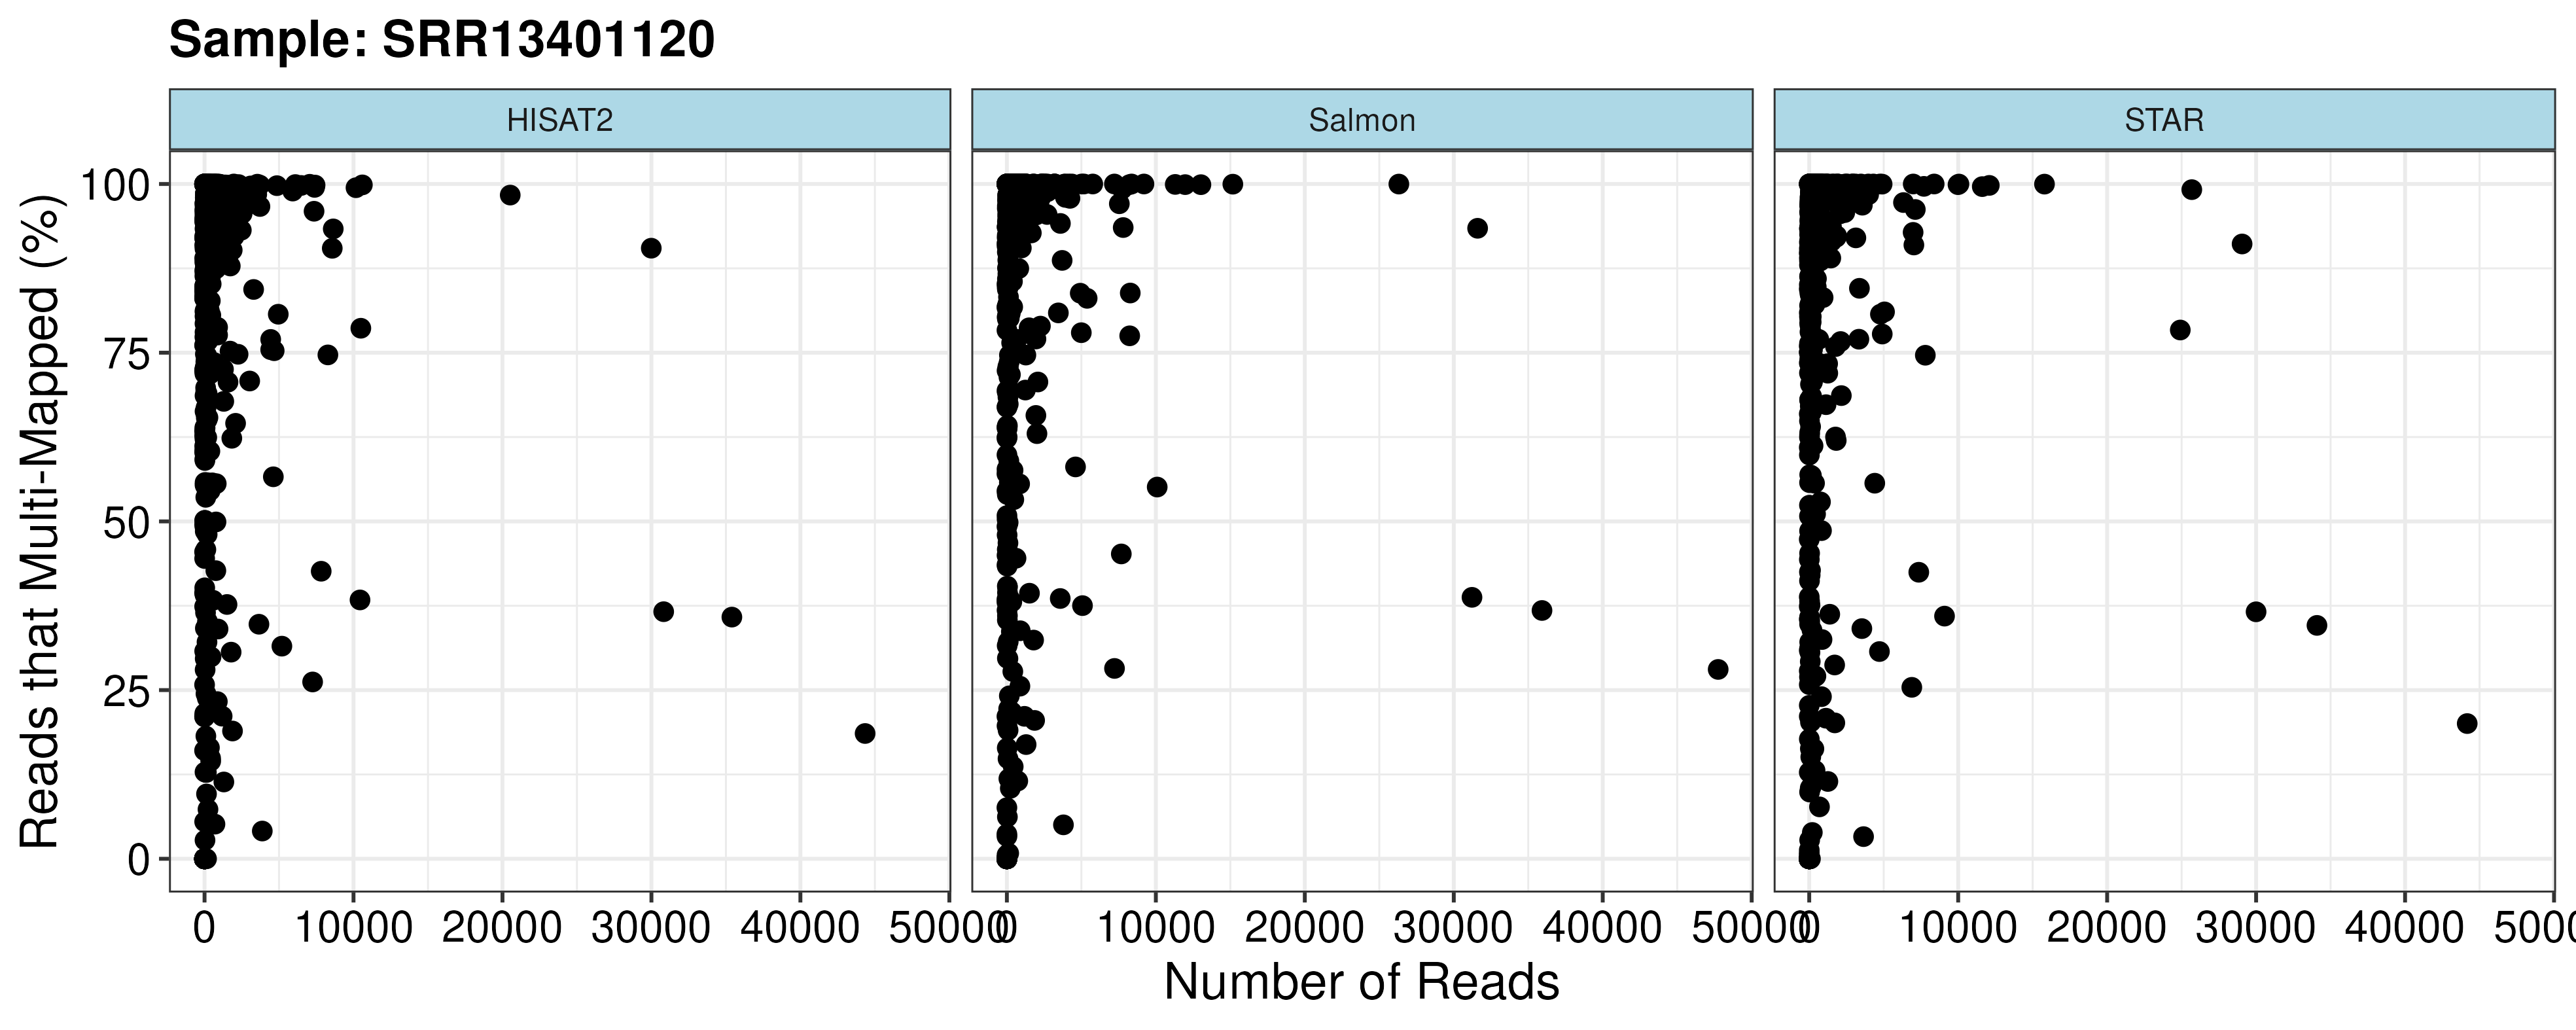 Sample: SRR13401120
HISAT2 Salmon STAR
Reads that Multi-Mapped (%)
100
75
50
25
0
0 10000 20000 30000 40000 50000 0 10000 20000 30000 40000 50000 0 10000 20000 30000 40000 500
Number of Reads